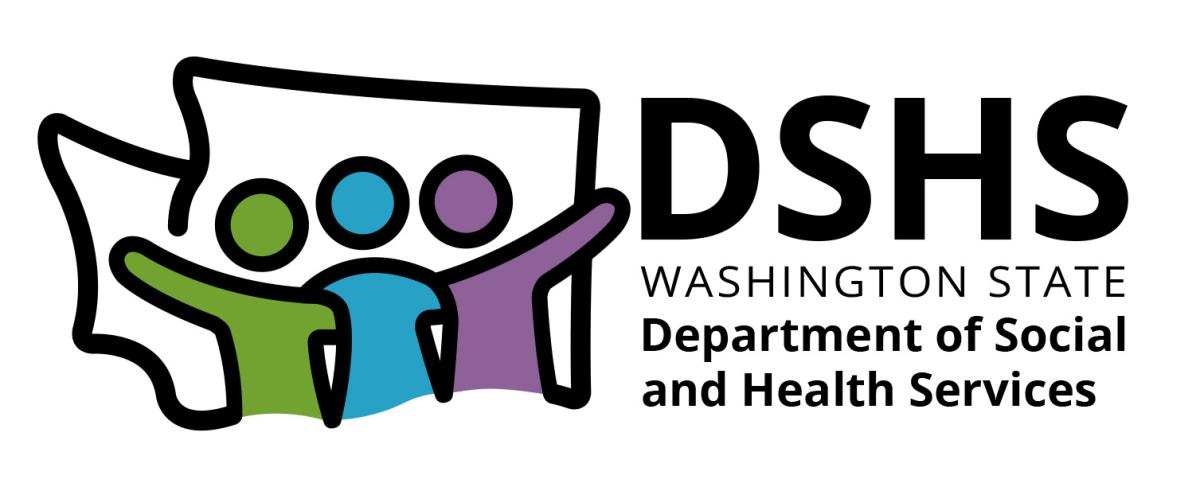 DSHS
WASHINGTON STATE
Department of Social
and Health Services